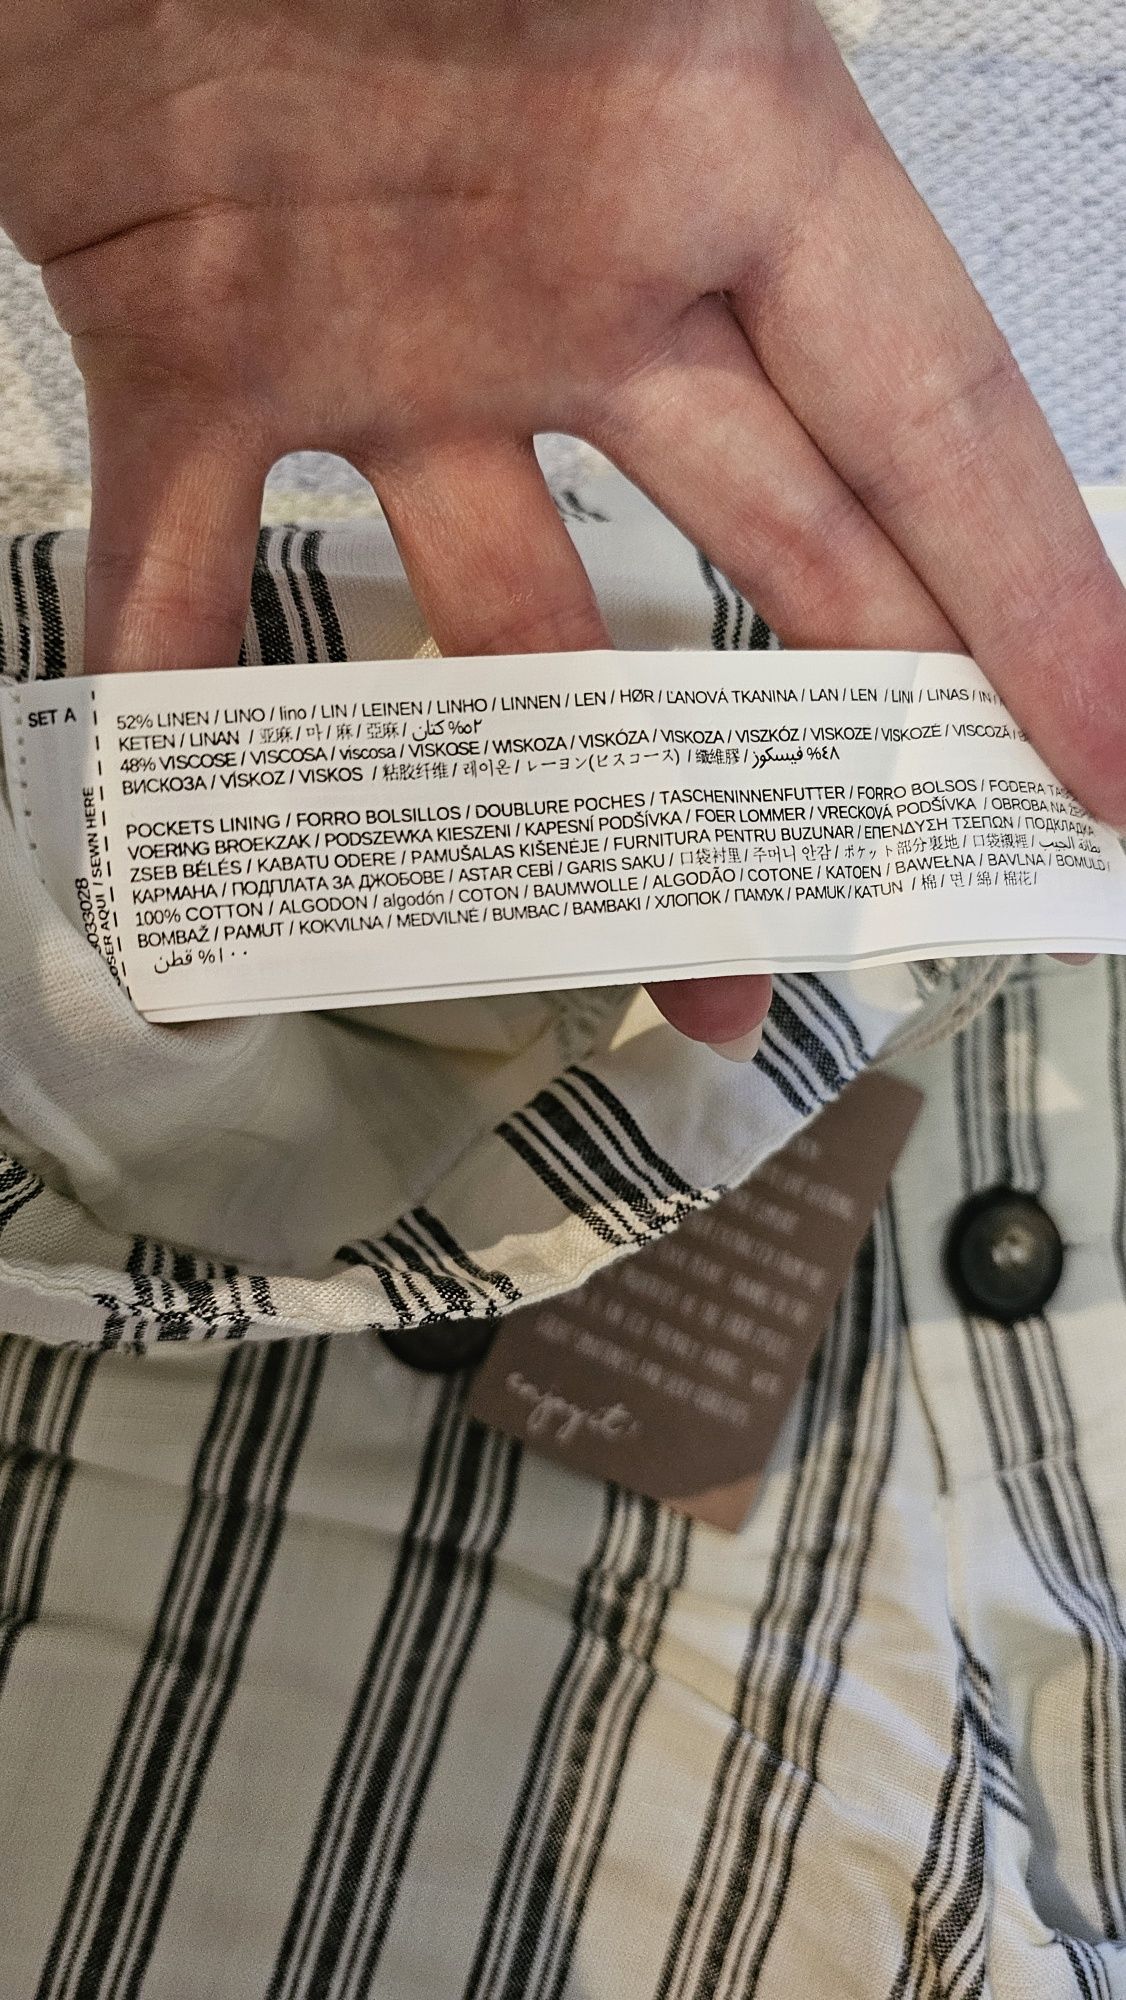 SET A
52% LINEN / LINO / lino / LIN / LEINEN / LINHO / LINNEN / LEN / HØR / ĽANOVÁ TKANINA / LAN / LEN / LINI / LINAS / IN /
KETEN / LINAN / 亚麻 / 마 / 麻 / 亞麻 / ٥٢% كتان
48% VISCOSE / VISCOSA / viscosa / VISKOSE / WISKOZA / VISKÓZA / VISKOZA / VISZKÓZ / VISKOZE / VISKOZĖ / VISCOZĂ /
ВИСКОЗА / VİSKOZ / VISKOS / 粘胶纤维 / 레이온 / レーヨン(ビスコース) / 纖維膠 / ٤٨% فيسكوز
POCKETS LINING / FORRO BOLSILLOS / DOUBLURE POCHES / TASCHENINNENFUTTER / FORRO BOLSOS / FODERA
VOERING BROEKZAK / PODSZEWKA KIESZENI / KAPESNÍ PODŠÍVKA / FOER LOMMER / VRECKOVÁ PODŠÍVKA / OBROBA NA
ZSEB BÉLÉS / KABATU ODERE / PAMUŠALAS KIŠENĖJE / FURNITURA PENTRU BUZUNAR / ΕΠΕΝΔΥΣΗ ΤΣΕΠΩΝ / ПОДКЛАДКА
КАРМАНА / ПОДПЛАТА ЗА ДЖОБОВЕ / ASTAR CEBİ / GARIS SAKU / 口袋衬里 / 주머니 안감 / ポケット部分裏地 / 口袋襯裡 / بطانة الجيب
100% COTTON / ALGODON / algodón / COTON / BAUMWOLLE / ALGODÃO / COTONE / KATOEN / BAWEŁNA / BAVLNA / BOMULD /
BOMBAŽ / PAMUT / KOKVILNA / MEDVILNĖ / BUMBAC / ΒΑΜΒΑΚΙ / ХЛОПОК / ПАМУК / PAMUK / KATUN / 棉 / 면 / 綿 / 棉花 /
١٠٠% قطن
COSER AQUI / SEWN HERE
033028
enjoy it!